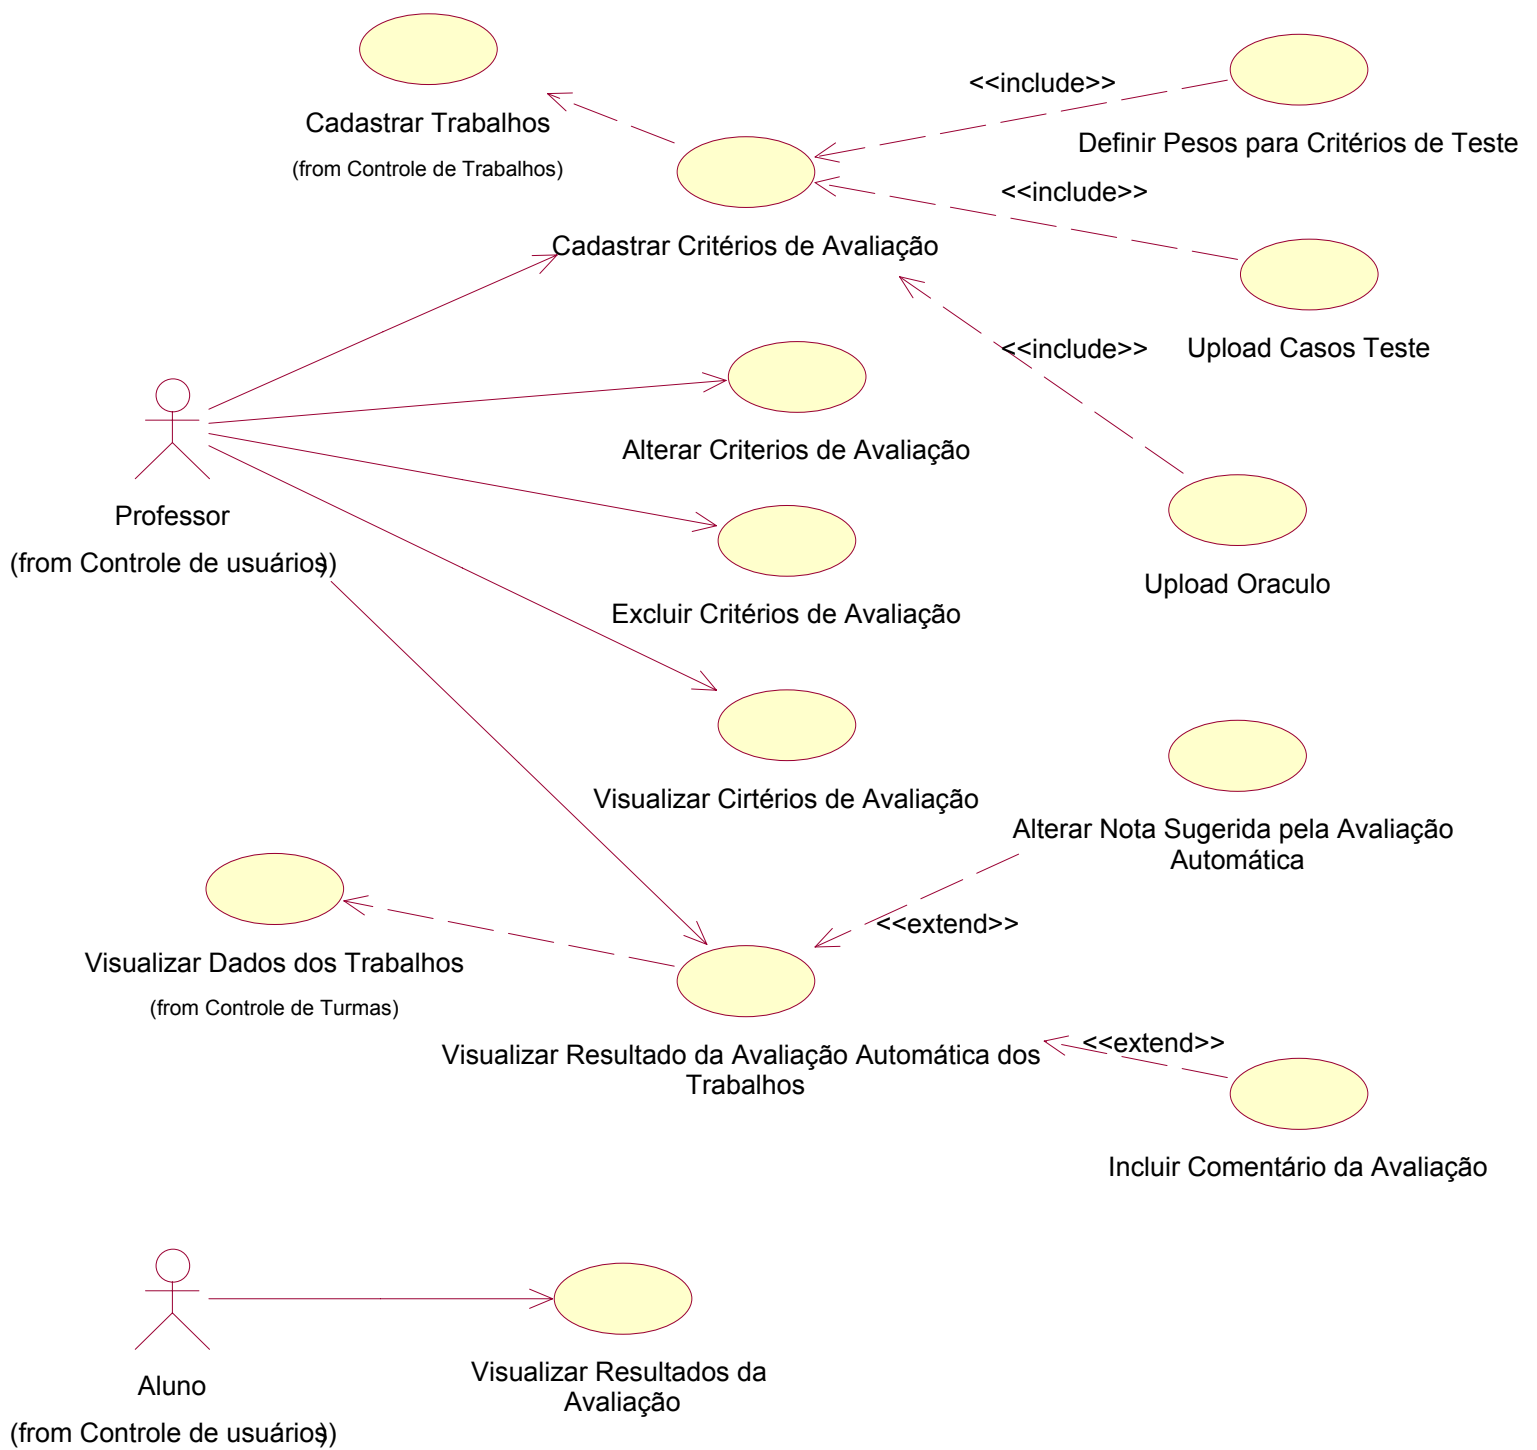 <<include>>
Cadastrar Trabalhos
(from Controle de Trabalhos)
Definir Pesos para Critérios de Teste
<<include>>
Cadastrar Critérios de Avaliação
<<include>>
Upload Casos Teste
Alterar Criterios de Avaliação
Professor
(from Controle de usuários))
Upload Oraculo
Excluir Critérios de Avaliação
Visualizar Cirtérios de Avaliação
Alterar Nota Sugerida pela Avaliação
Automática
<<extend>>
Visualizar Dados dos Trabalhos
(from Controle de Turmas)
Visualizar Resultado da Avaliação Automática dos
Trabalhos
<<extend>>
Incluir Comentário da Avaliação
Aluno
(from Controle de usuários))
Visualizar Resultados da
Avaliação